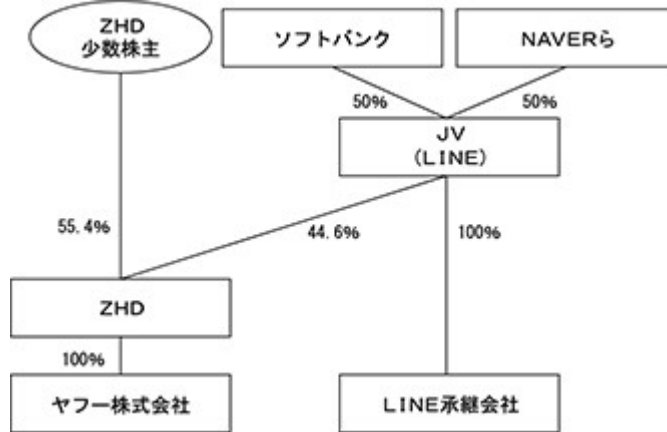 ZHD
少数株主
ソフトバンク
NAVERら
50%
50%
JV
(LINE)
55.4%
44.6%
100%
ZHD
100%
ヤフー株式会社
LINE承継会社